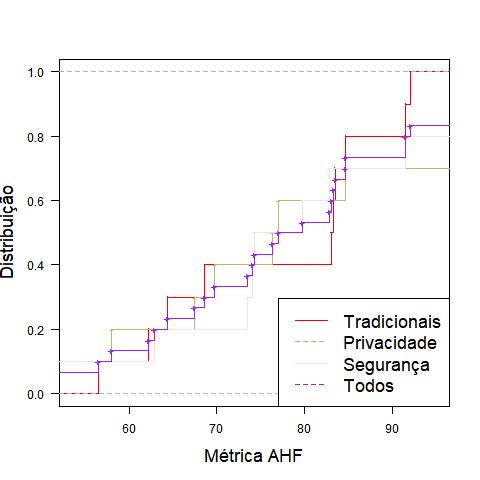 Distribuição
1.0
0.8
0.6
0.4
0.2
0.0
Tradicionais
Privacidade
Segurança
Todos
60 70 80 90
Métrica AHF